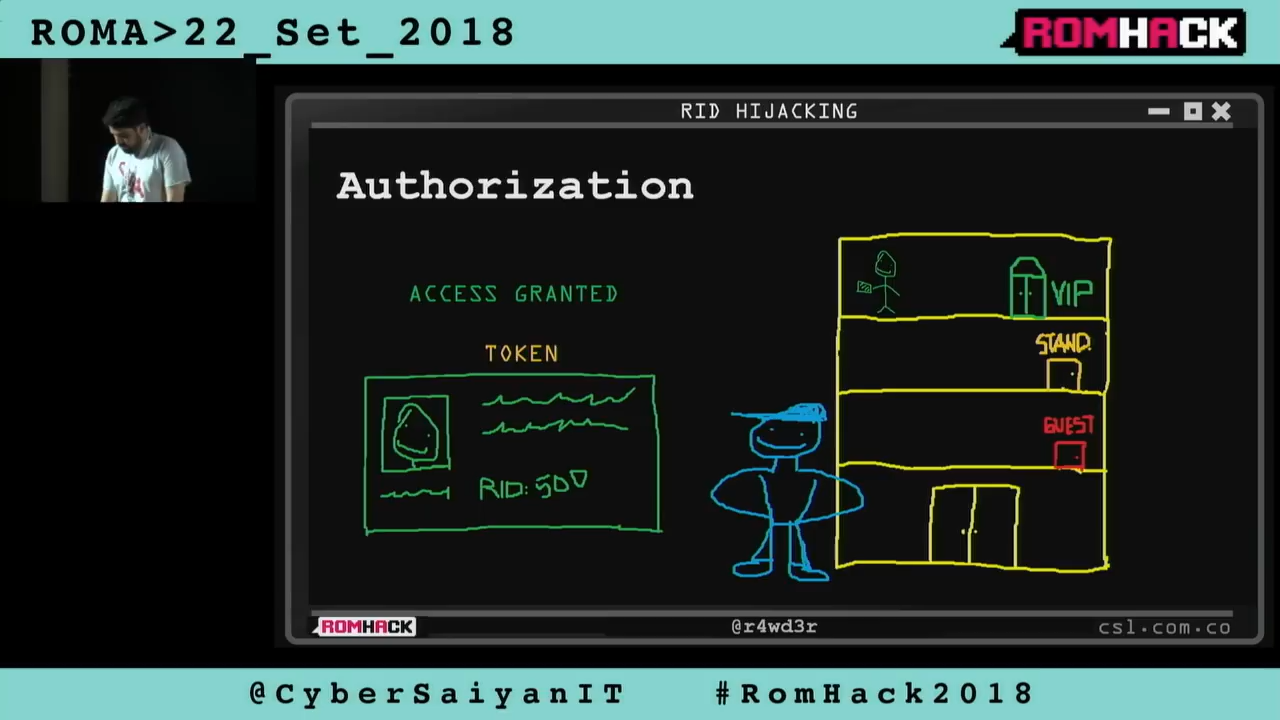 ROMA>22_Set_2018
ROMHACK
RID HIJACKING
Authorization
ACCESS GRANTED
VIP
TOKEN
STAND.
GUEST
RID: 500
ROMHACK
@r4wd3r
csl.com.co
@CyberSaiyanIT
#RomHack2018